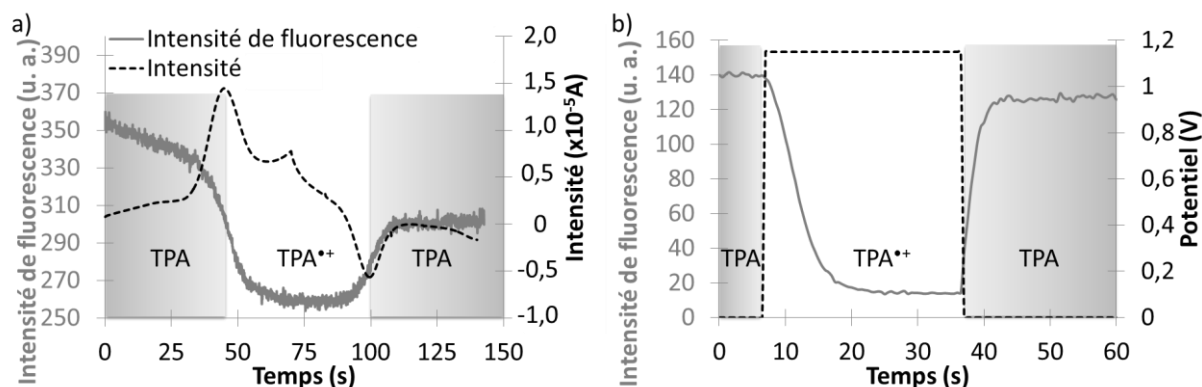 a)
Intensité de fluorescence (u. a.)
390
370
350
330
310
290
270
250
Intensité de fluorescence
Intensité
TPA
TPA•+
TPA
2,0
1,5
1,0
0,5
0
-0,5
-1,0
Intensité (x10-5A)
0 25 50 75 100 125 150
Temps (s)
b)
Intensité de fluorescence (u. a.)
160
140
120
100
80
60
40
20
0
TPA
TPA•+
TPA
1,2
1
0,8
0,6
0,4
0,2
0
Potentiel (V)
0 10 20 30 40 50 60
Temps (s)